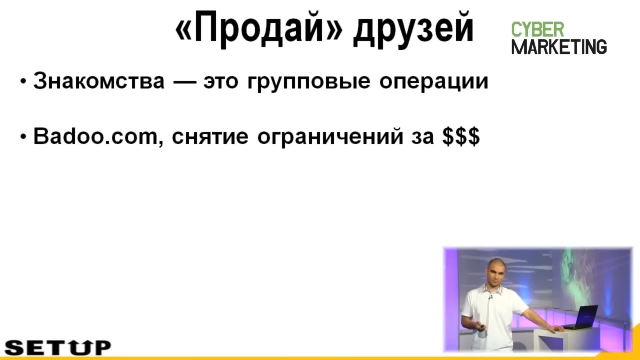 «Продай» друзей
CYBER
MARKETING
• Знакомства — это групповые операции
• Badoo.com, снятие ограничений за $$$
SETUP